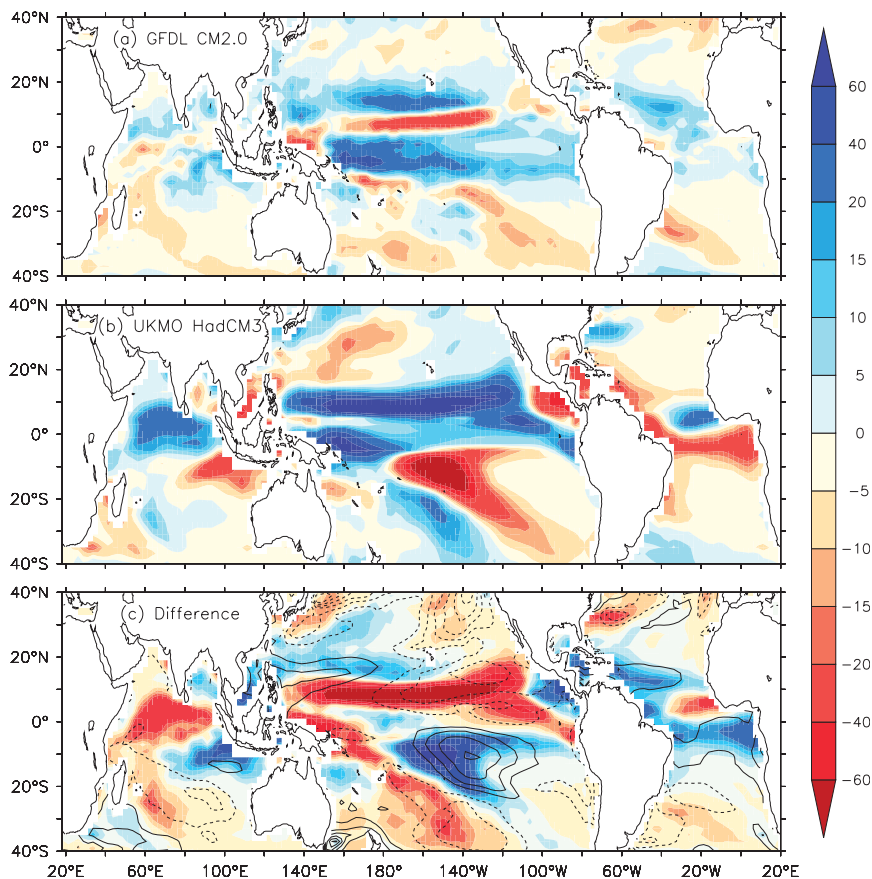 (a) GFDL CM2.0
20°N
0°
20°S
40°S
(b) UKMO HadCM3
40°N
20°N
0°
20°S
40°S
(c) Difference
40°N
20°N
0°
20°S
40°S
20°E 60°E 100°E 140°E 180° 140°W 100°W 60°W 20°W 20°E
60
40
20
15
10
5
0
−5
−10
−15
−20
−40
−60
40°N